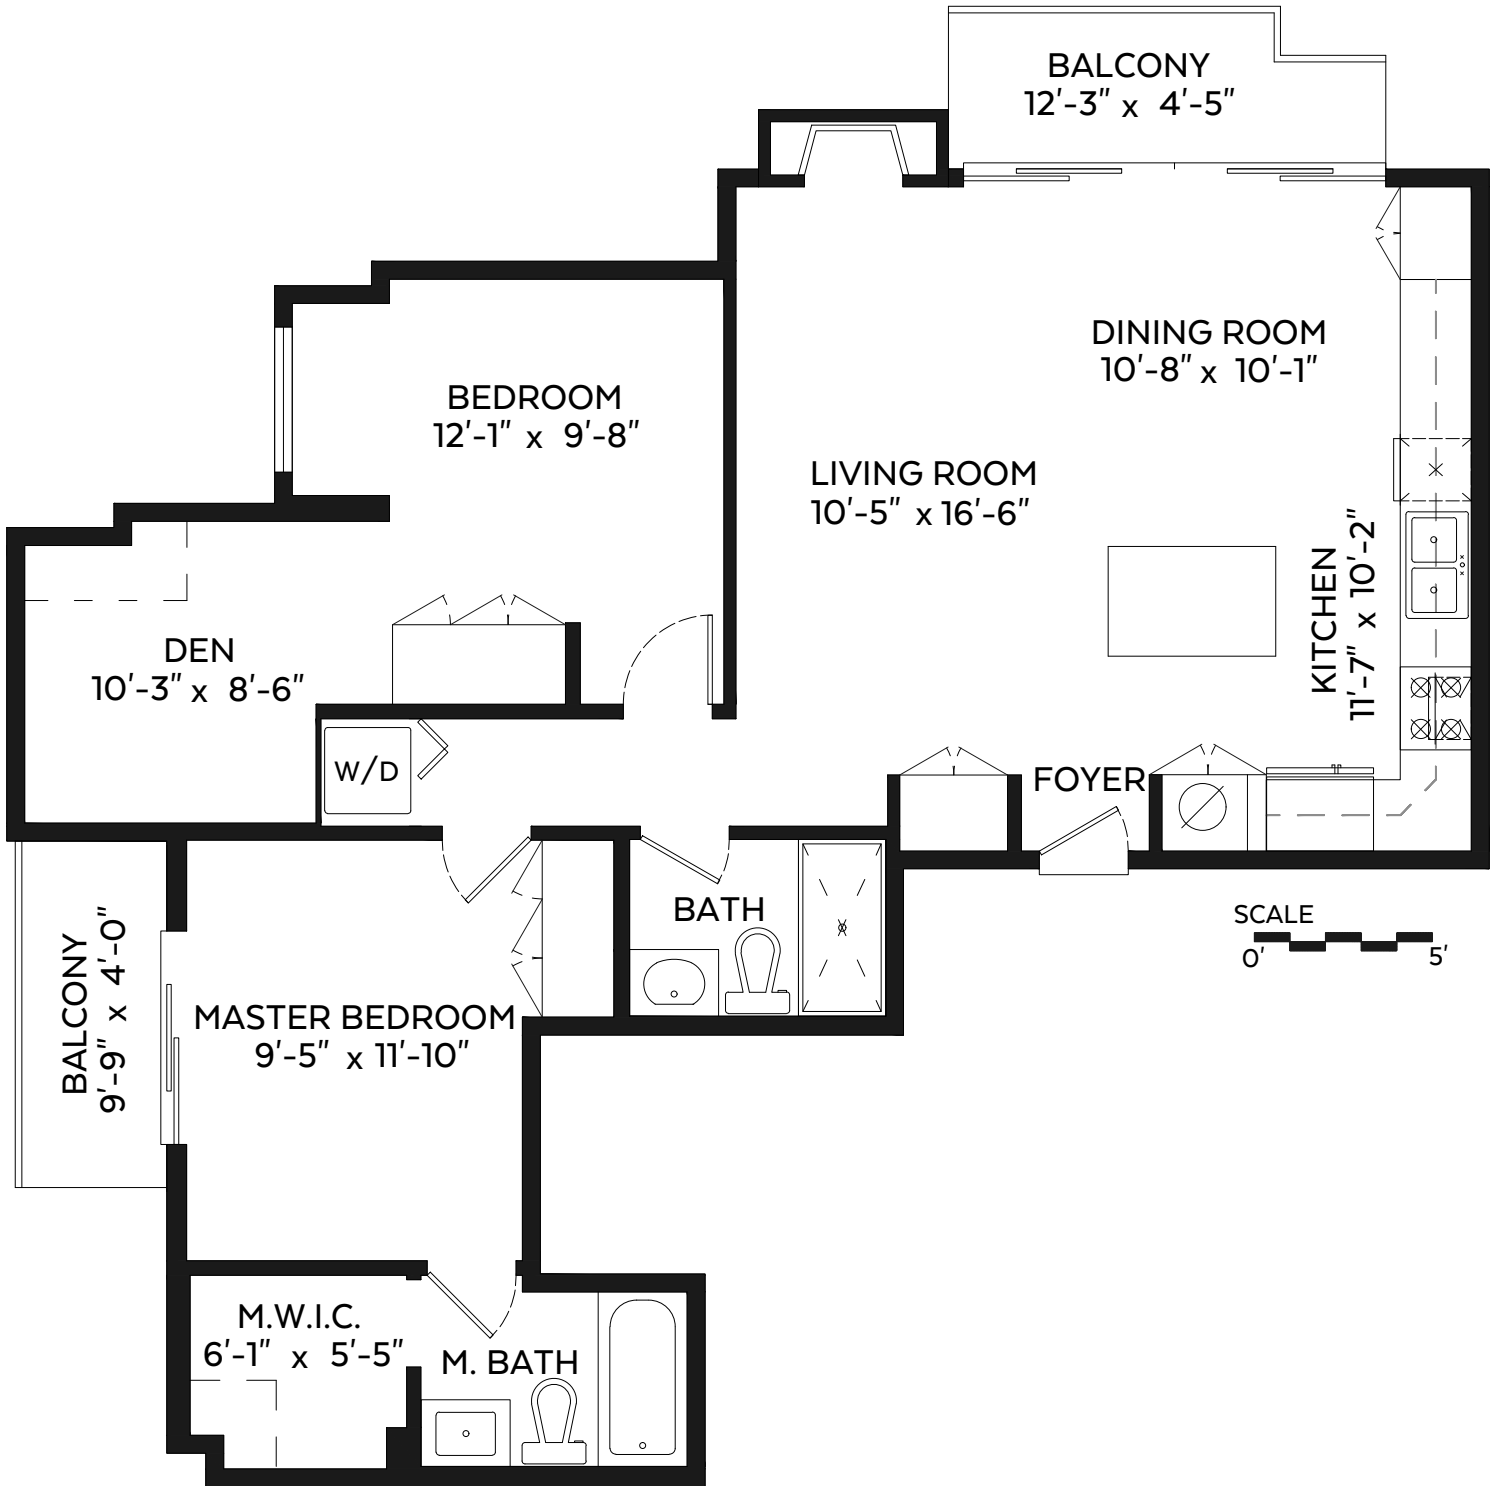 BALCONY
12'-3" x 4'-5"
DINING ROOM
10'-8" x 10'-1"
BEDROOM
12'-1" x 9'-8"
LIVING ROOM
10'-5" x 16'-6"
KITCHEN
11'-7" x 10'-2"
DEN
10'-3" x 8'-6"
W/D
FOYER
BATH
SCALE
0' 5'
BALCONY
9'-9" x 4'-0"
MASTER BEDROOM
9'-5" x 11'-10"
M.W.I.C.
6'-1" x 5'-5"
M. BATH